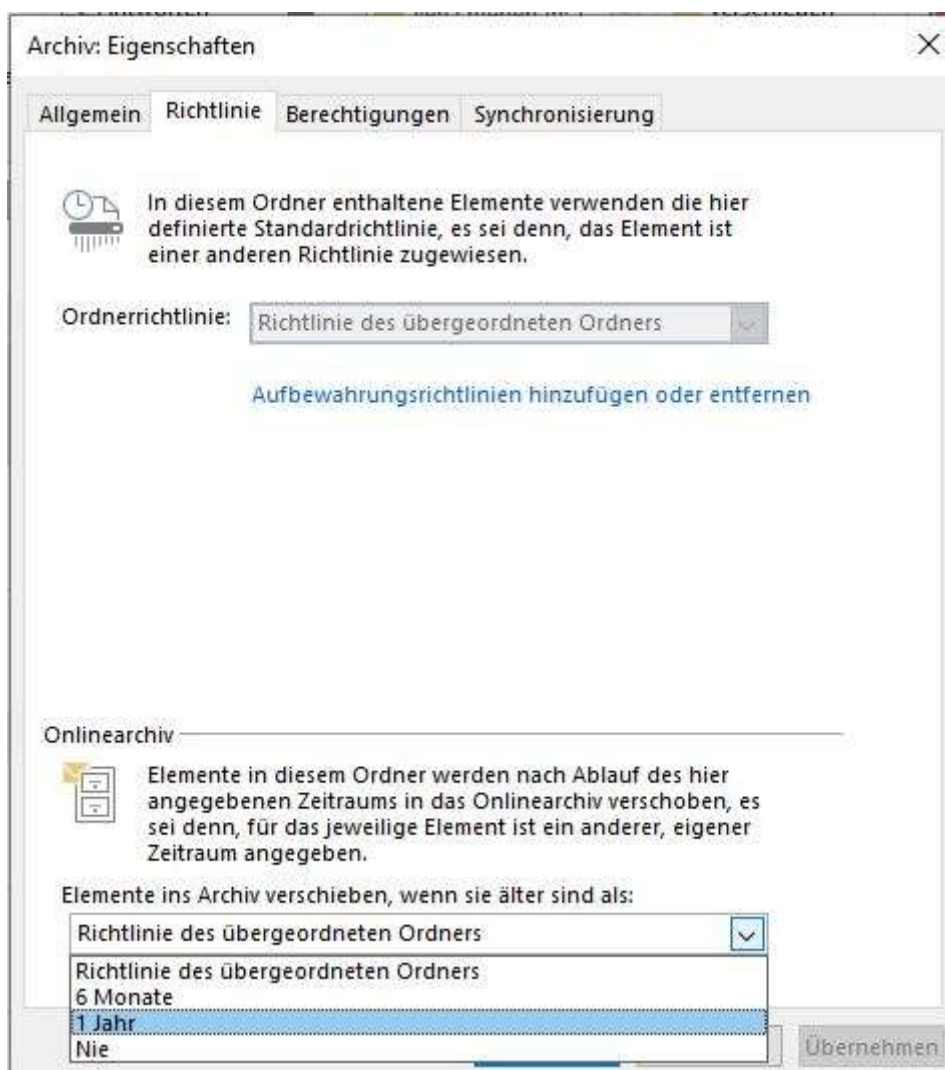 Archiv: Eigenschaften
Allgemein Richtlinie Berechtigungen Synchronisierung
In diesem Ordner enthaltene Elemente verwenden die hier
definierte Standardrichtlinie, es sei denn, das Element ist
einer anderen Richtlinie zugewiesen.
Ordnerrichtlinie: Richtlinie des übergeordneten Ordners
Aufbewahrungsrichtlinien hinzufügen oder entfernen
Onlinearchiv
Elemente in diesem Ordner werden nach Ablauf des hier
angegebenen Zeitraums in das Onlinearchiv verschoben, es
sei denn, für das jeweilige Element ist ein anderer, eigener
Zeitraum angegeben.
Elemente ins Archiv verschieben, wenn sie älter sind als:
Richtlinie des übergeordneten Ordners
Richtlinie des übergeordneten Ordners
6 Monate
1 Jahr
Nie
Übernehmen